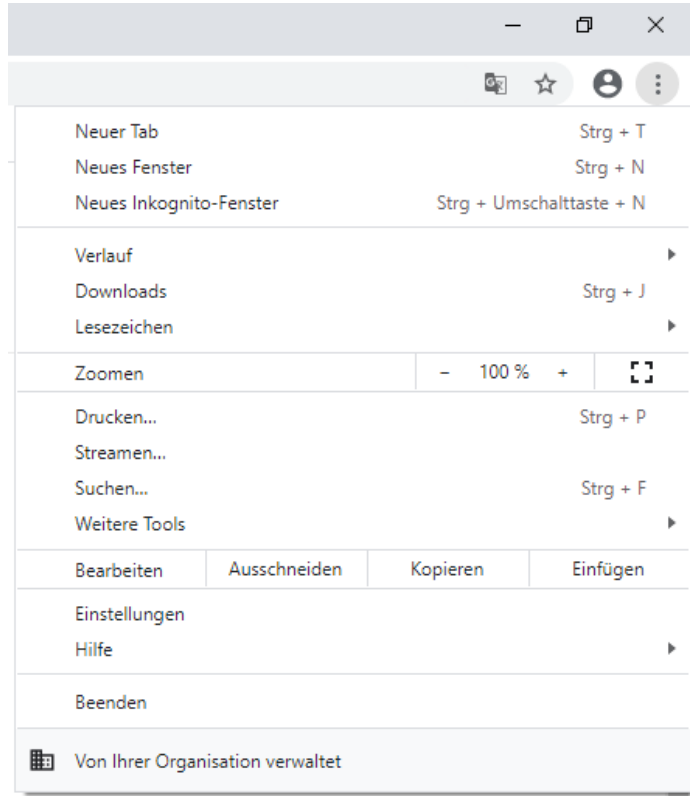 Neuer Tab Strg + T
Neues Fenster Strg + N
Neues Inkognito-Fenster Strg + Umschalttaste + N
Verlauf
Downloads Strg + J
Lesezeichen
Zoomen - 100 % +
Drucken... Strg + P
Streamen...
Suchen... Strg + F
Weitere Tools
Bearbeiten Ausschneiden Kopieren Einfügen
Einstellungen
Hilfe
Beenden
Von Ihrer Organisation verwaltet